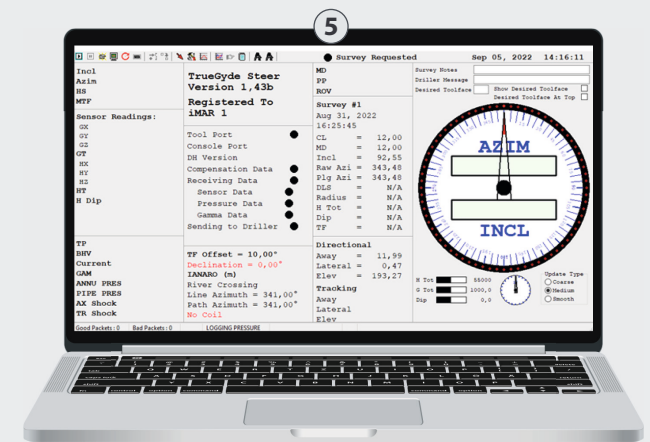 5
Survey Requested
Sep 05, 2022 14:16:11
Incl
Azim
HS
MTF
Sensor Readings:
GX
GY
GZ
GT
HX
HY
HZ
HT
H Dip
TP
BHV
Current
GAM
ANNU PRES
PIPE PRES
AX Shock
TR Shock
TrueGyde Steer
Version 1,43b
Registered To
iMAR 1
Tool Port
Console Port
DH Version
Compensation Data
Receiving Data
Sensor Data
Pressure Data
Gamma Data
Sending to Driller
TF Offset = 10,00°
Declination = 0,00°
IANARO (m)
River Crossing
Line Azimuth = 341,00°
Path Azimuth = 341,00°
No Coil
MD
PP
ROV
Survey #1
Aug 31, 2022
16:25:45
CL = 12,00
MD = 12,00
Incl = 92,55
Raw Azi = 343,48
Plg Azi = 343,48
DLS = N/A
Radius = N/A
H Tot = N/A
Dip = N/A
TF = N/A
Directional
Away = 11,99
Lateral = 0,47
Elev = 193,27
Tracking
Away
Lateral
Elev
Survey Notes
Driller Message
Desired Toolface
Show Desired Toolface
Desired Toolface At Top
AZIM
INCL
H Tot 55000
G Tot 1000,0
Dip 0,0
Update Type
Coarse
Medium
Smooth
Good Packets : 0 Bad Packets : 0 LOGGING PRESSURE